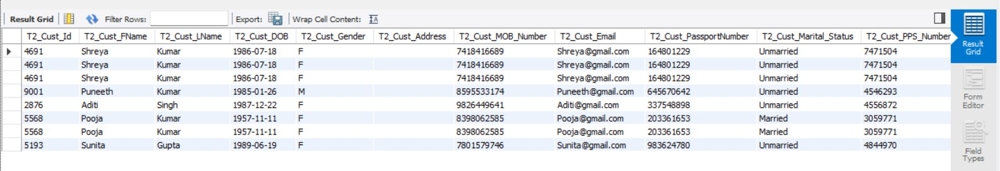 Result Grid Filter Rows: Export: Wrap Cell Content: IA
T2_Cust_Id T2_Cust_FName T2_Cust_LName T2_Cust_DOB T2_Cust_Gender T2_Cust_Address T2_Cust_MOB_Number T2_Cust_Email T2_Cust_PassportNumber T2_Cust_Marital_Status T2_Cust_PPS_Number
4691 Shreya Kumar 1986-07-18 F 7418416689 Shreya@gmail.com 164801229 Unmarried 7471504
4691 Shreya Kumar 1986-07-18 F 7418416689 Shreya@gmail.com 164801229 Unmarried 7471504
4691 Shreya Kumar 1986-07-18 F 7418416689 Shreya@gmail.com 164801229 Unmarried 7471504
9001 Puneeth Kumar 1985-01-26 M 8595533174 Puneeth@gmail.com 645670642 Unmarried 4546293
2876 Aditi Singh 1987-12-22 F 9826449641 Aditi@gmail.com 337548898 Unmarried 4556872
5568 Pooja Kumar 1957-11-11 F 8398062585 Pooja@gmail.com 203361653 Married 3059771
5568 Pooja Kumar 1957-11-11 F 8398062585 Pooja@gmail.com 203361653 Married 3059771
5193 Sunita Gupta 1989-06-19 F 7801579746 Sunita@gmail.com 983624780 Unmarried 4844970
Result
Grid
Form
Editor
Field
Types